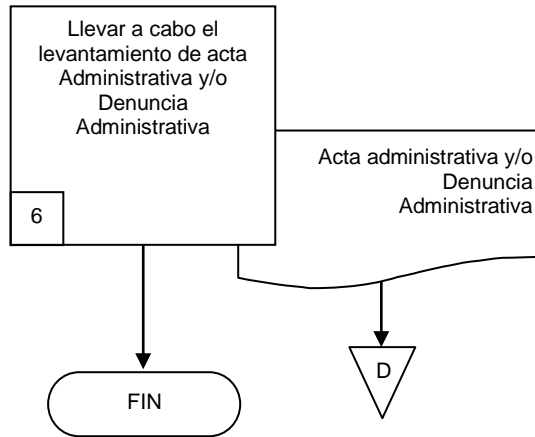 Llevar a cabo el
levantamiento de acta
Administrativa y/o
Denuncia
Administrativa
6
Acta administrativa y/o
Denuncia
Administrativa
FIN
D